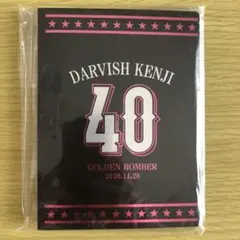 DARVISH KENJI
40
GOLDEN BOMBER
2020.11.28